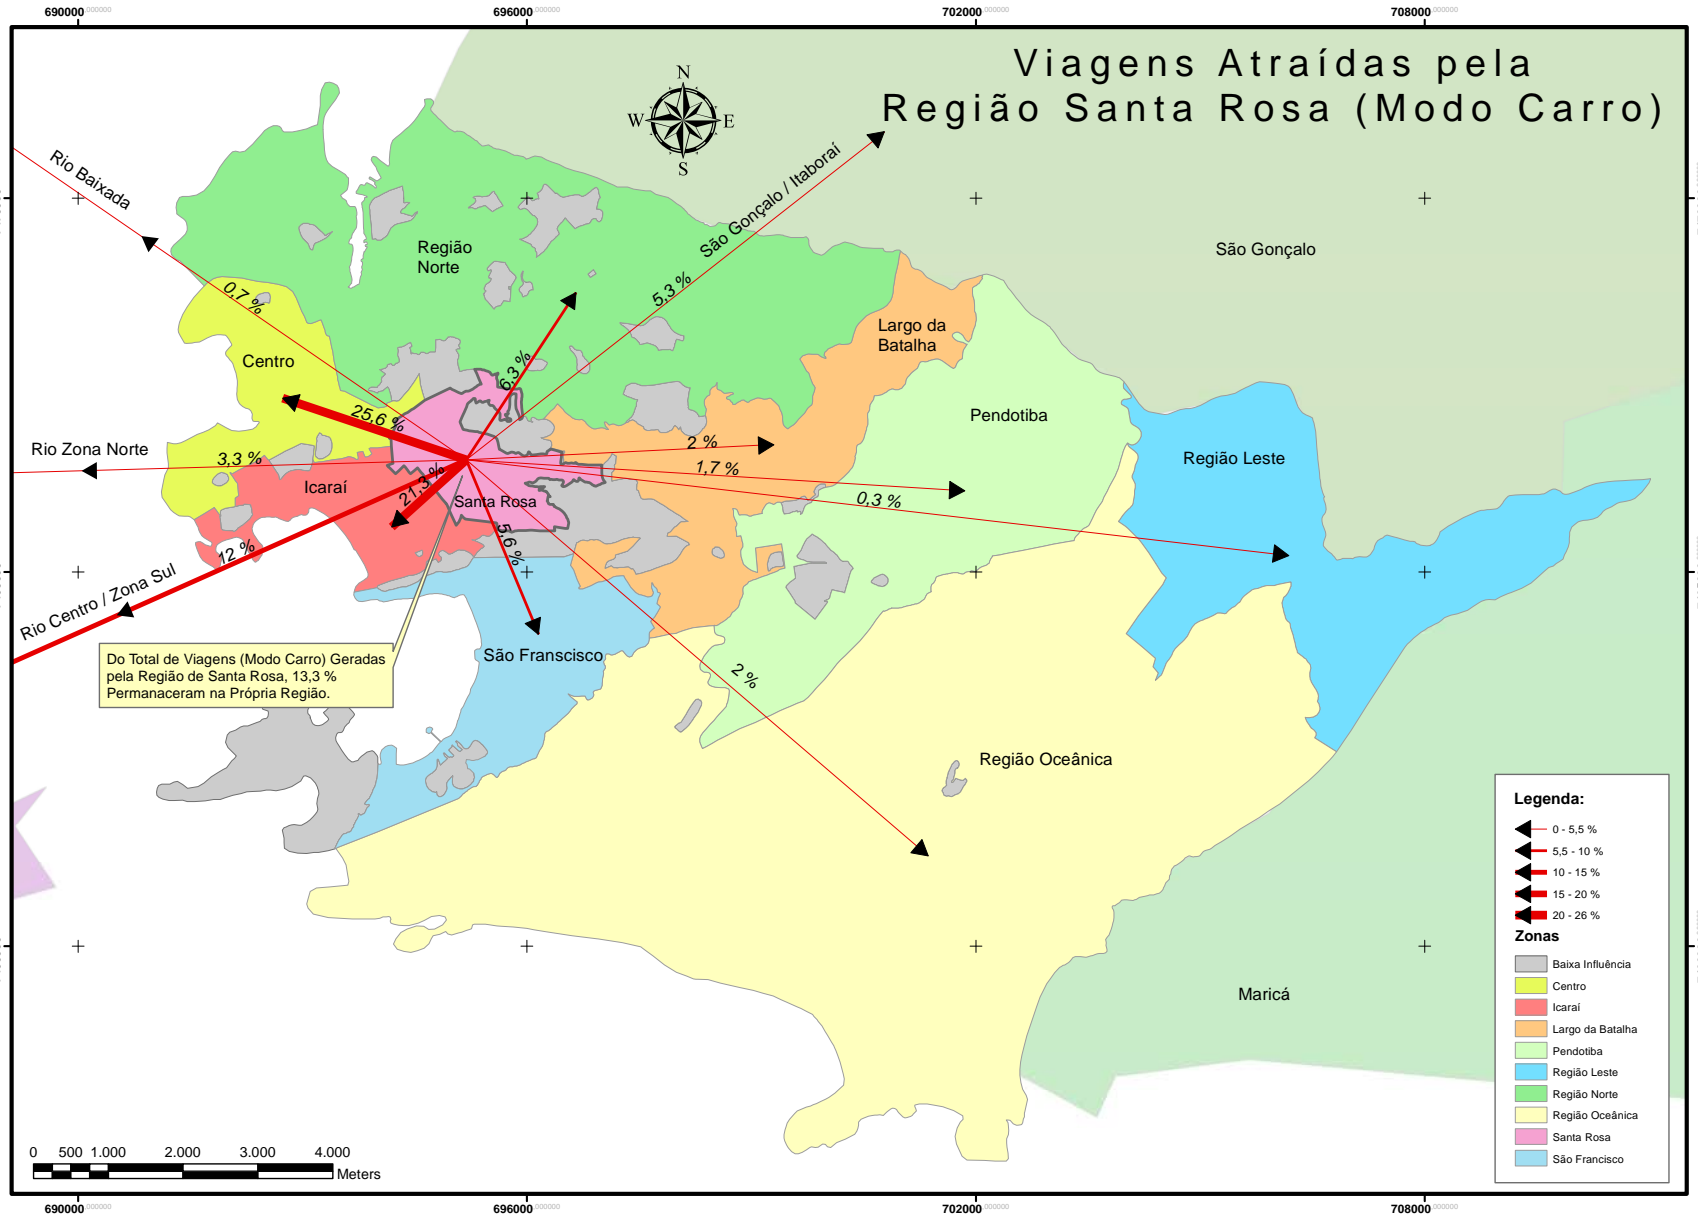 690000
696000
702000
708000
Viagens Atraídas pela
Região Santa Rosa (Modo Carro)
N
W
E
S
Rio Baixada
São Gonçalo / Itaboraí
Região
Norte
São Gonçalo
0,7 %
5,3 %
Largo da
Batalha
Centro
6,3 %
25,6 %
Pendotiba
Rio Zona Norte
3,3 %
2 %
1,7 %
Região Leste
Icaraí
21,3 %
Santa Rosa
0,3 %
5,6 %
12 %
Rio Centro / Zona Sul
São Franscisco
Do Total de Viagens (Modo Carro) Geradas
pela Região de Santa Rosa, 13,3 %
Permanaceram na Própria Região.
2 %
Região Oceânica
Maricá
Legenda:
0 - 5,5 %
5,5 - 10 %
10 - 15 %
15 - 20 %
20 - 26 %
Zonas
Baixa Influência
Centro
Icaraí
Largo da Batalha
Pendotiba
Região Leste
Região Norte
Região Oceânica
Santa Rosa
São Francisco
0 500 1.000 2.000 3.000 4.000
Meters
690000
696000
702000
708000